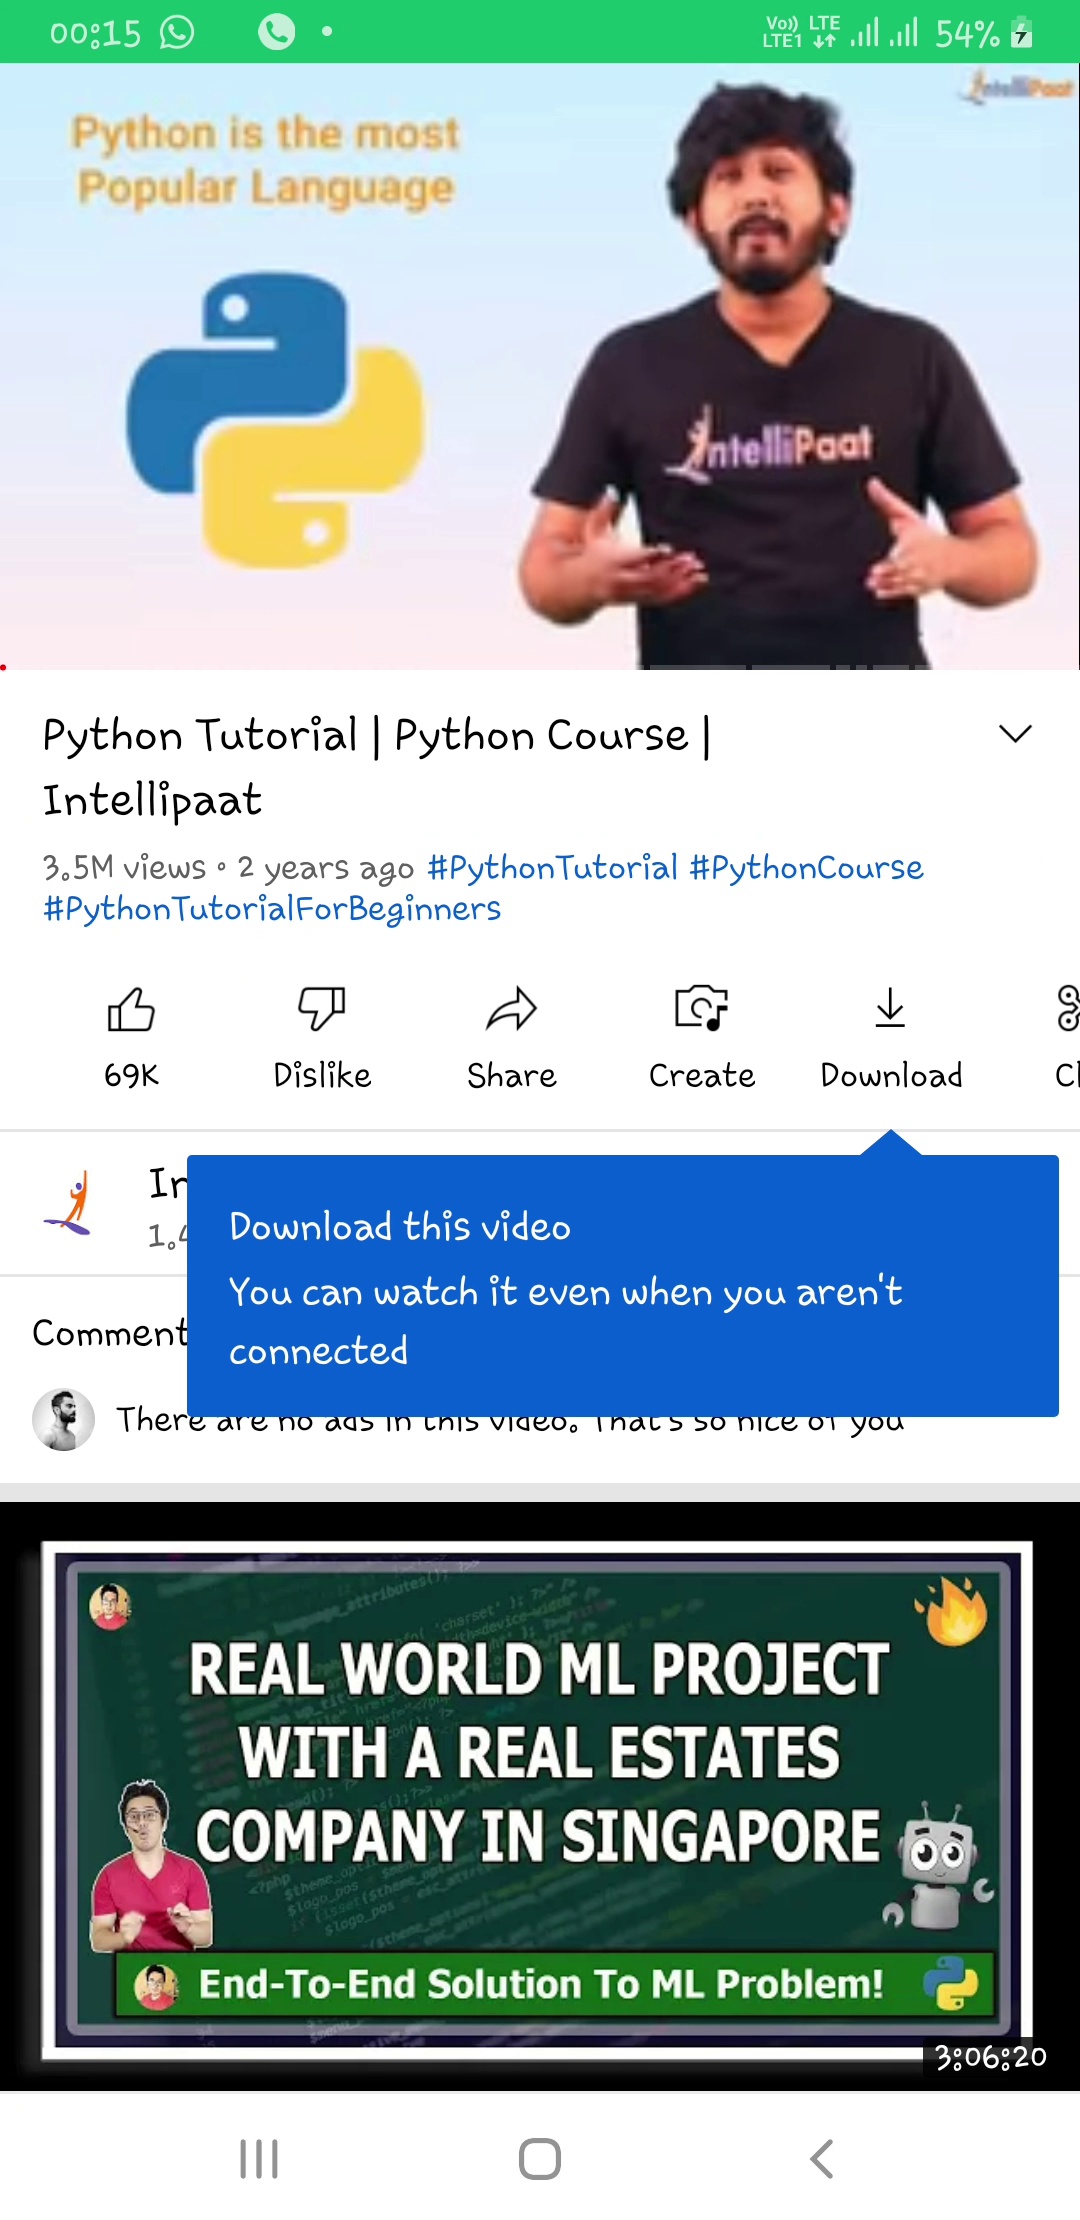 00:15
Vo)) LTE
LTE1
54%
IntelliPaat
Python is the most
Popular Language
IntelliPaat
Python Tutorial | Python Course |
Intellipaat
3.5M views • 2 years ago #PythonTutorial #PythonCourse
#PythonTutorialForBeginners
69K
Dislike
Share
Create
Download
Cl
In
1.4
Download this video
You can watch it even when you aren't
connected
Comment
There are no ads in this video. That's so nice of you
REAL WORLD ML PROJECT
WITH A REAL ESTATES
COMPANY IN SINGAPORE
End-To-End Solution To ML Problem!
3:06:20